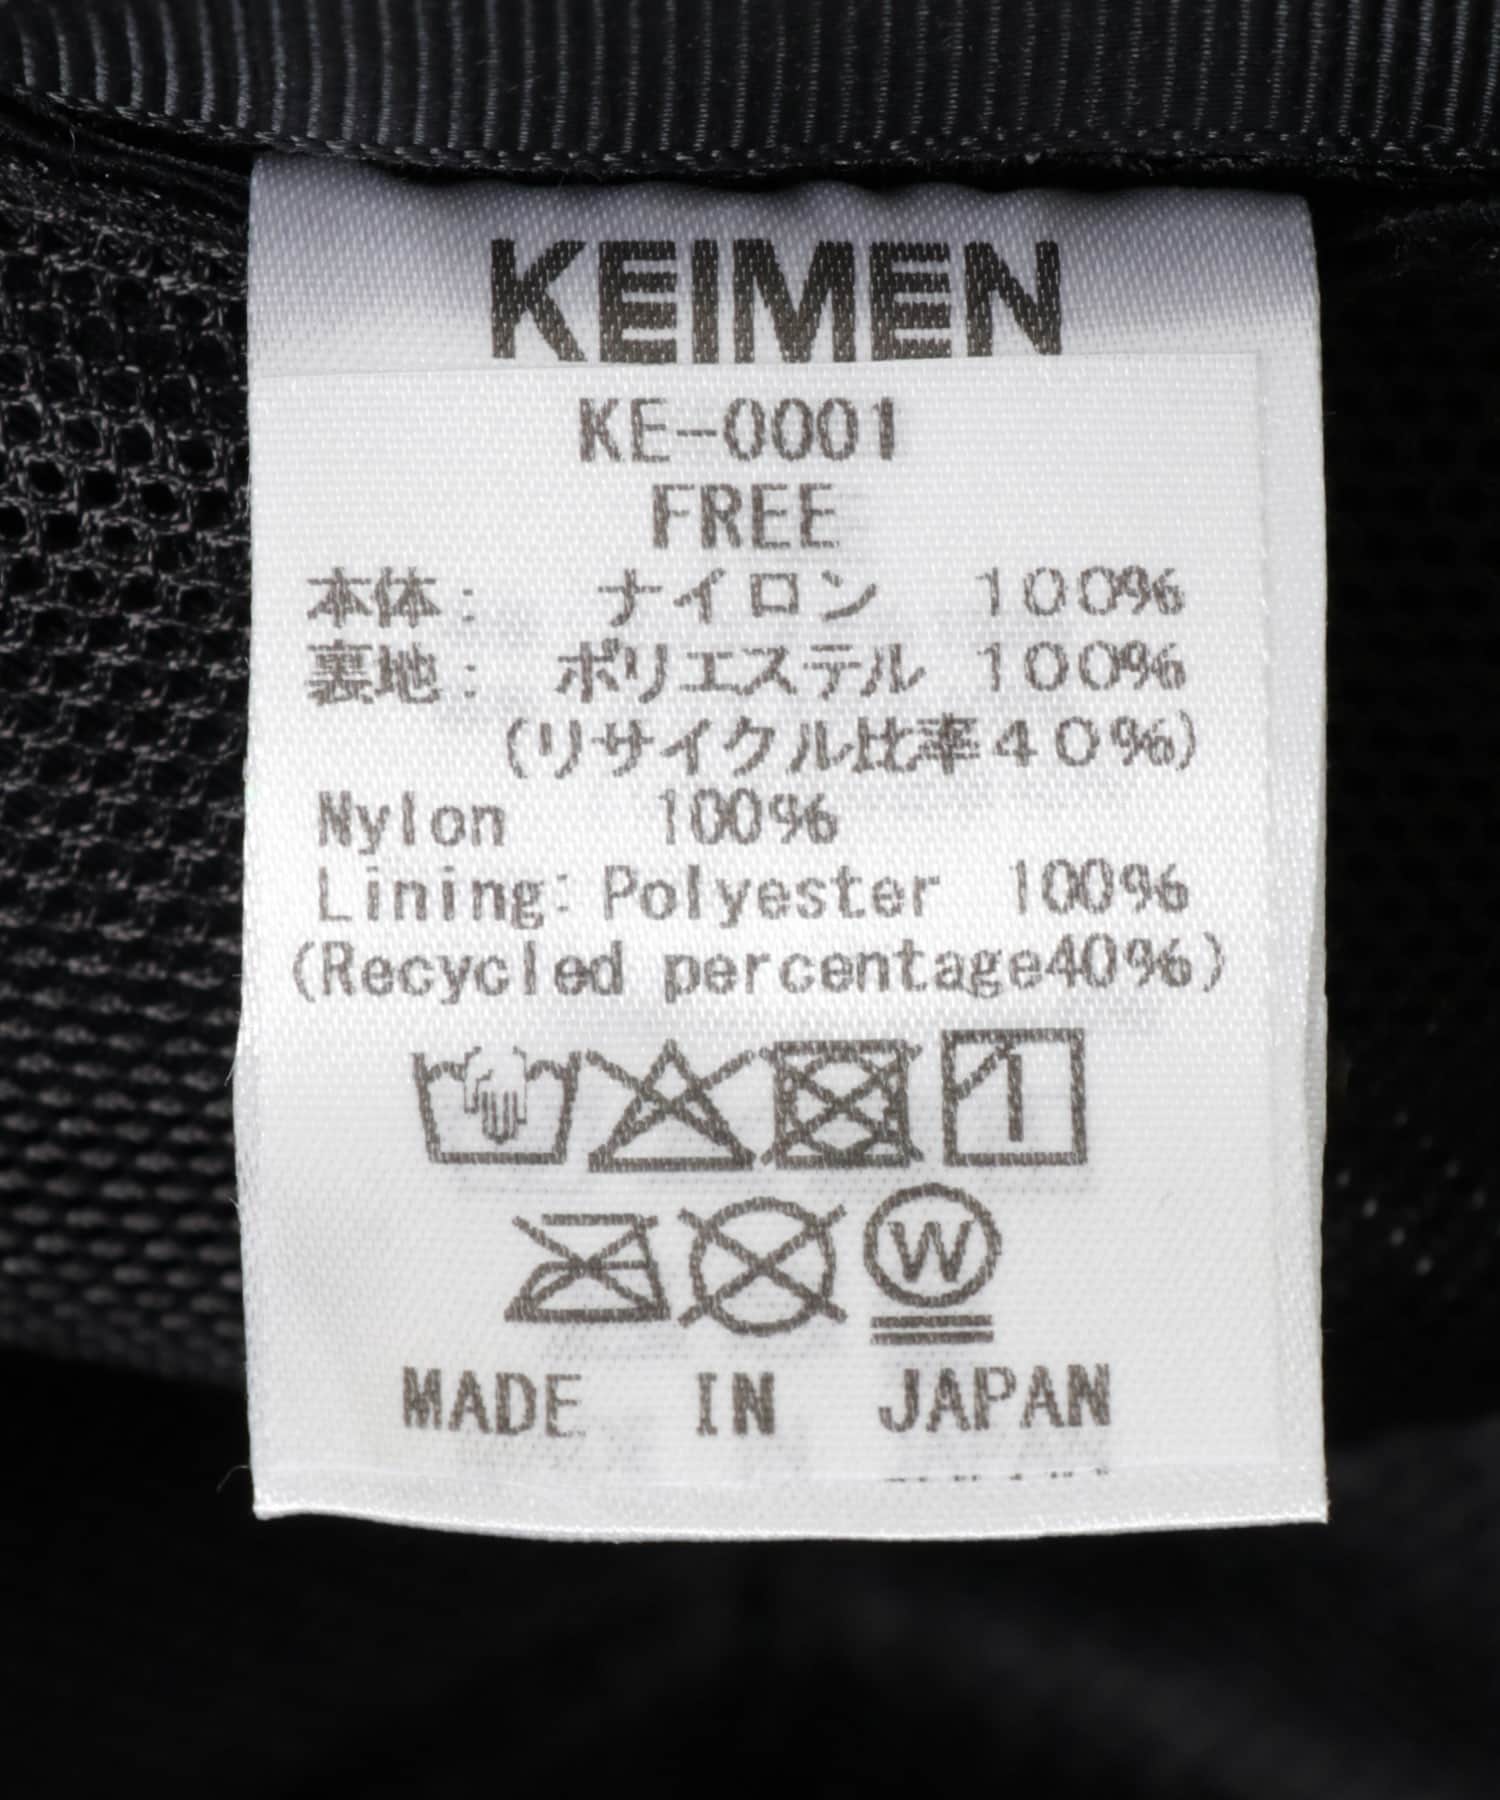 KEIMEN
KE-0001
FREE
本体: ナイロン 100%
裏地: ポリエステル 100%
(リサイクル比率40%)
Nylon 100%
Lining: Polyester 100%
(Recycled percentage40%)
1
W
MADE IN JAPAN